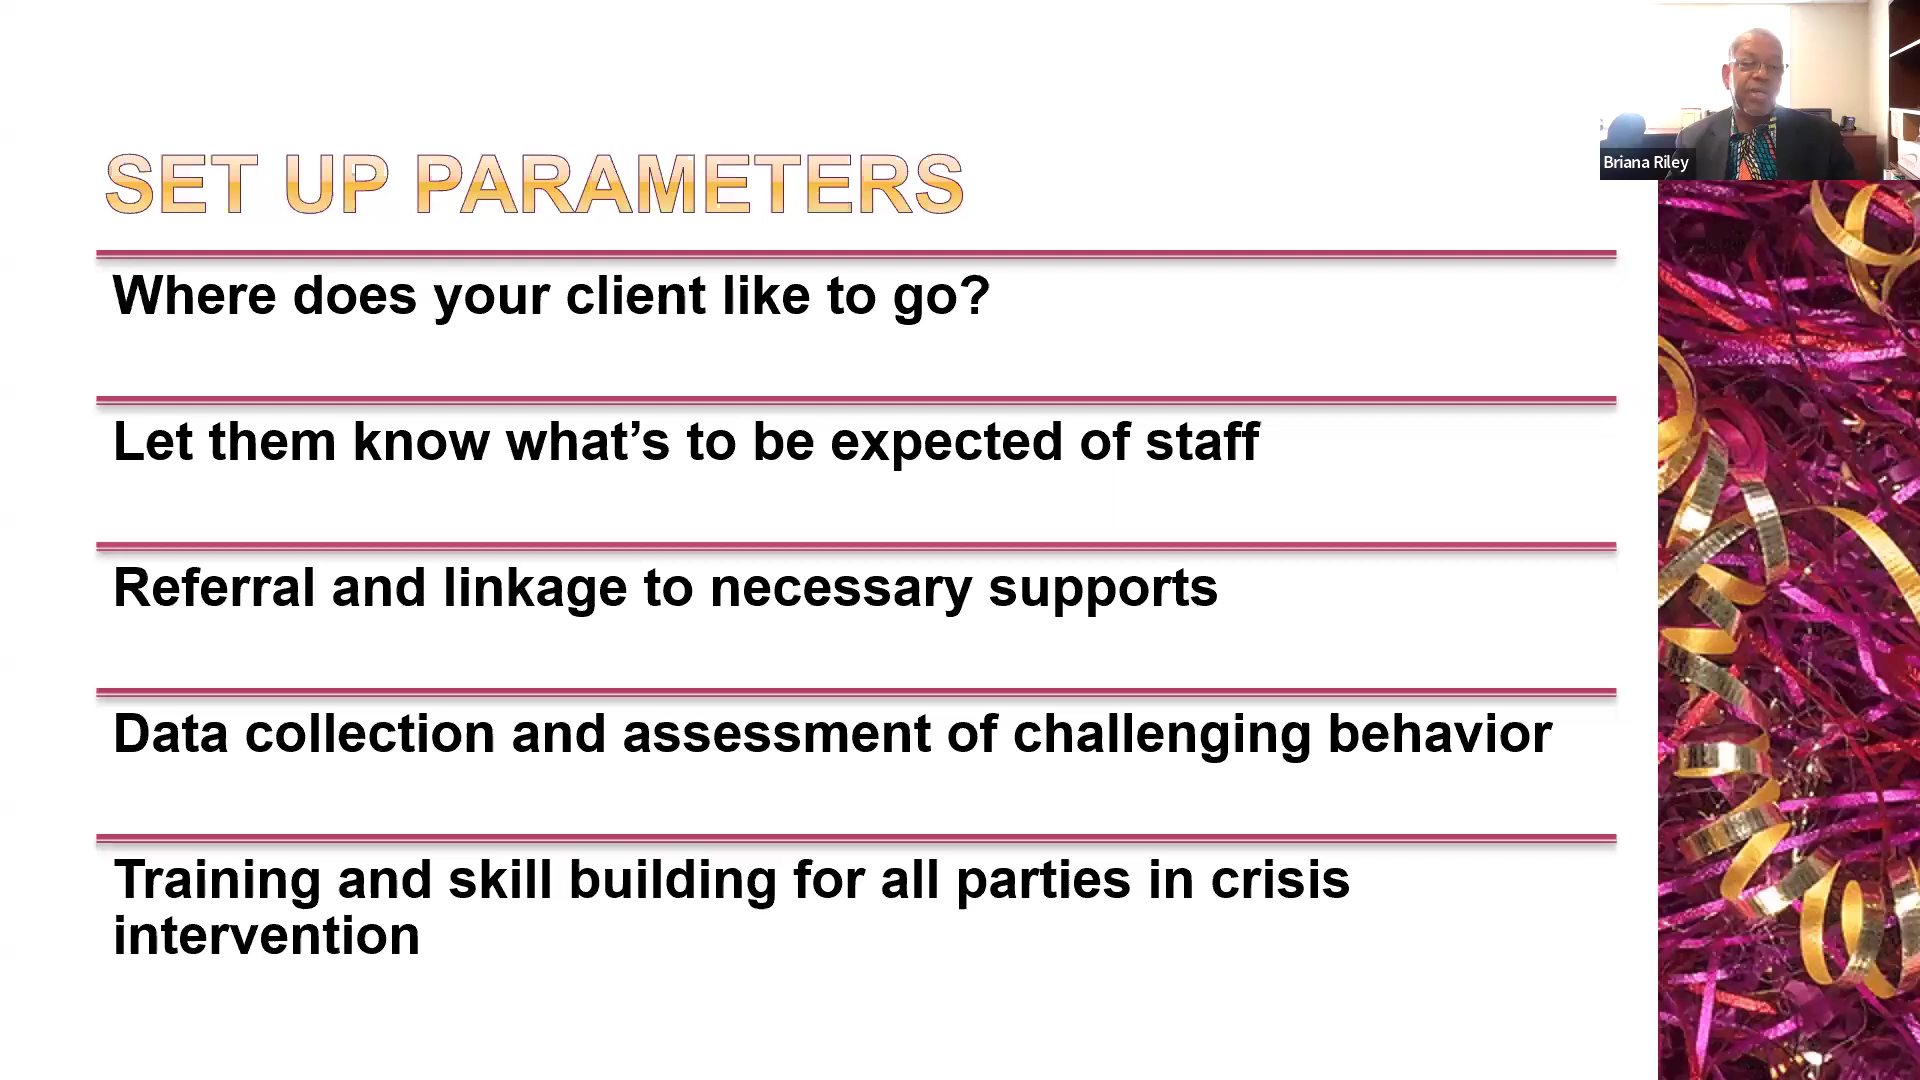 Briana Riley
SET UP PARAMETERS
Where does your client like to go?
Let them know what’s to be expected of staff
Referral and linkage to necessary supports
Data collection and assessment of challenging behavior
Training and skill building for all parties in crisis
intervention